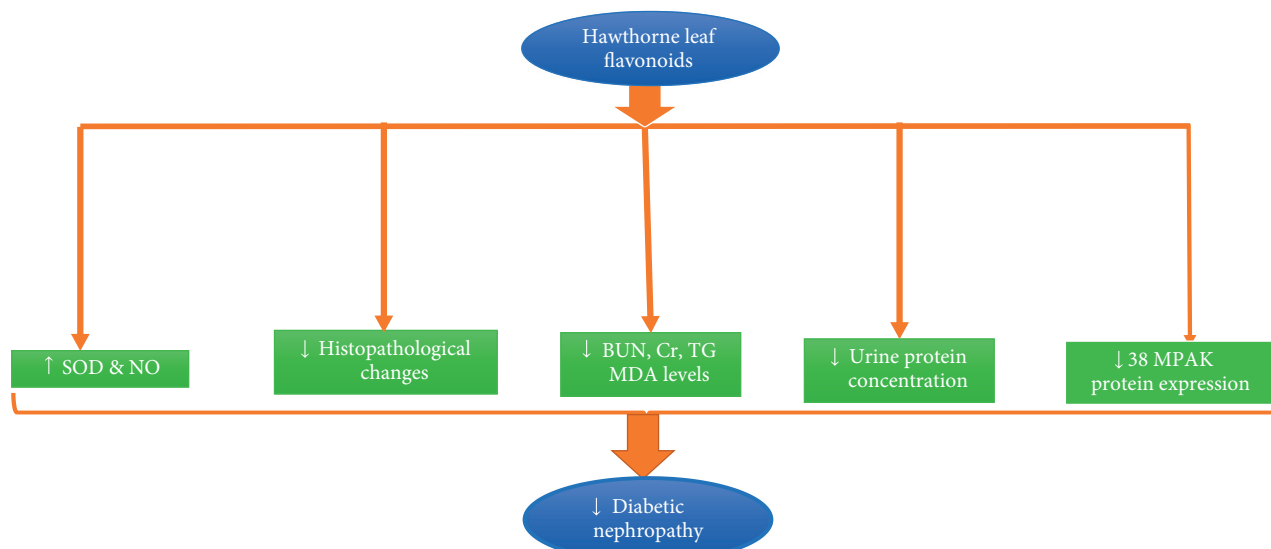 Hawthorne leaf
flavonoids
↑ SOD & NO
↓ Histopathological
changes
↓ BUN, Cr, TG
MDA levels
↓ Urine protein
concentration
↓ 38 MPAK
protein expression
↓ Diabetic
nephropathy